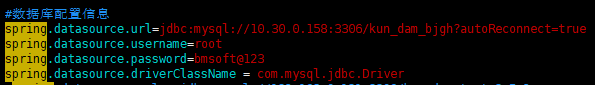 #数据库配置信息
spring.datasource.url=jdbc:mysql://10.30.0.158:3306/kun_dam_bjgh?autoReconnect=true
spring.datasource.username=root
spring.datasource.password=bmsoft@123
spring.datasource.driverClassName = com.mysql.jdbc.Driver